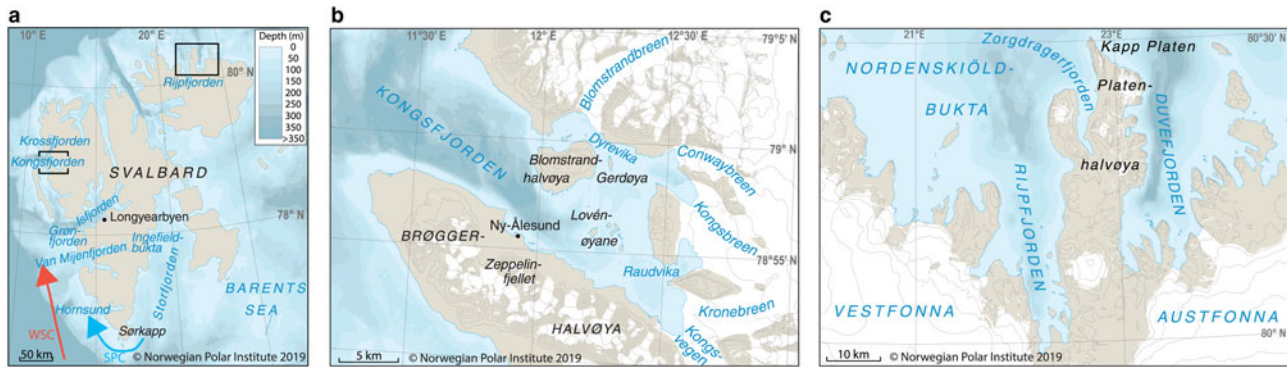 a
10° E
20° E
Depth (m)
0
50
100
150
200
250
300
350
>350
Rijpfjorden
80° N
Krossfjorden
Kongsfjorden
SVALBARD
Isfjorden
Longyearbyen
78° N
Grøn-
fjorden
Ingefield-
bukta
Van Mijenfjorden
Storfjorden
BARENTS
SEA
Hornsund
WSC
Sørkapp
SPC
50 km
© Norwegian Polar Institute 2019
b
11°30' E
12° E
12°30' E
79°5' N
Blomstrandbreen
KONGSFJORDEN
Dyrevika
79° N
Blomstrand-
halvøya
Gerdøya
Conwaybreen
Kongsbreen
Ny-Ålesund
Lovén-
øyane
BRØGGER-
Zeppelin-
fjellet
Raudvika
78°55' N
Kronebreen
HALVØYA
Kongs-
vegen
5 km
© Norwegian Polar Institute 2019
c
21° E
23° E
80°30' N
Zorgdragerfjorden
Kapp Platen
NORDENSKIÖLD-
BUKTA
Platen-
halvøya
DUVEFJORDEN
RIJPFJORDEN
VESTFONNA
AUSTFONNA
80° N
10 km
© Norwegian Polar Institute 2019